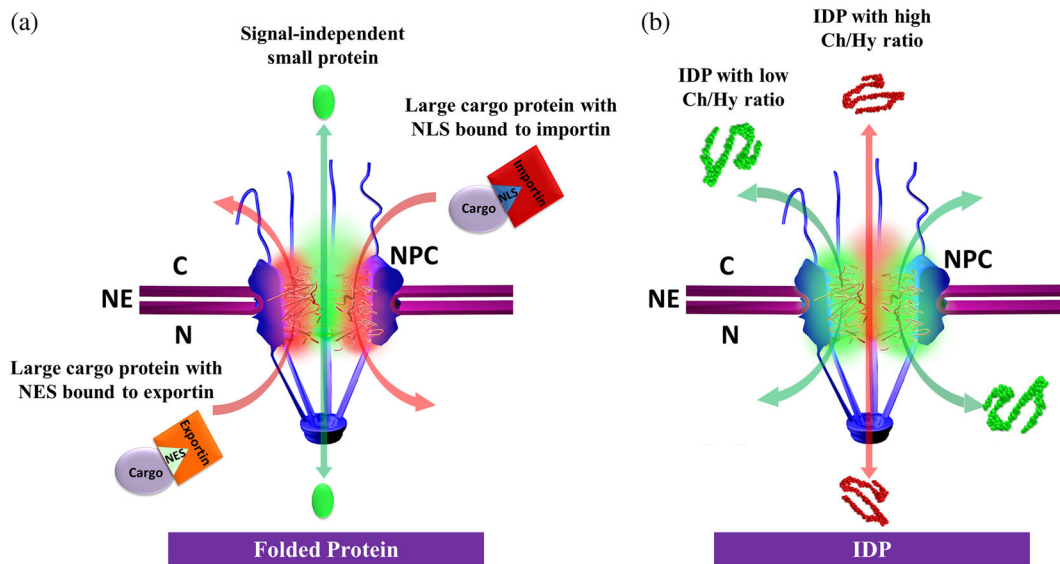 (a)
Signal-independent
small protein
Large cargo protein with
NLS bound to importin
Importin
NLS
Cargo
NPC
C
NE
N
Large cargo protein with
NES bound to exportin
Exportin
NES
Cargo
Folded Protein
(b)
IDP with high
Ch/Hy ratio
IDP with low
Ch/Hy ratio
NPC
C
NE
N
IDP